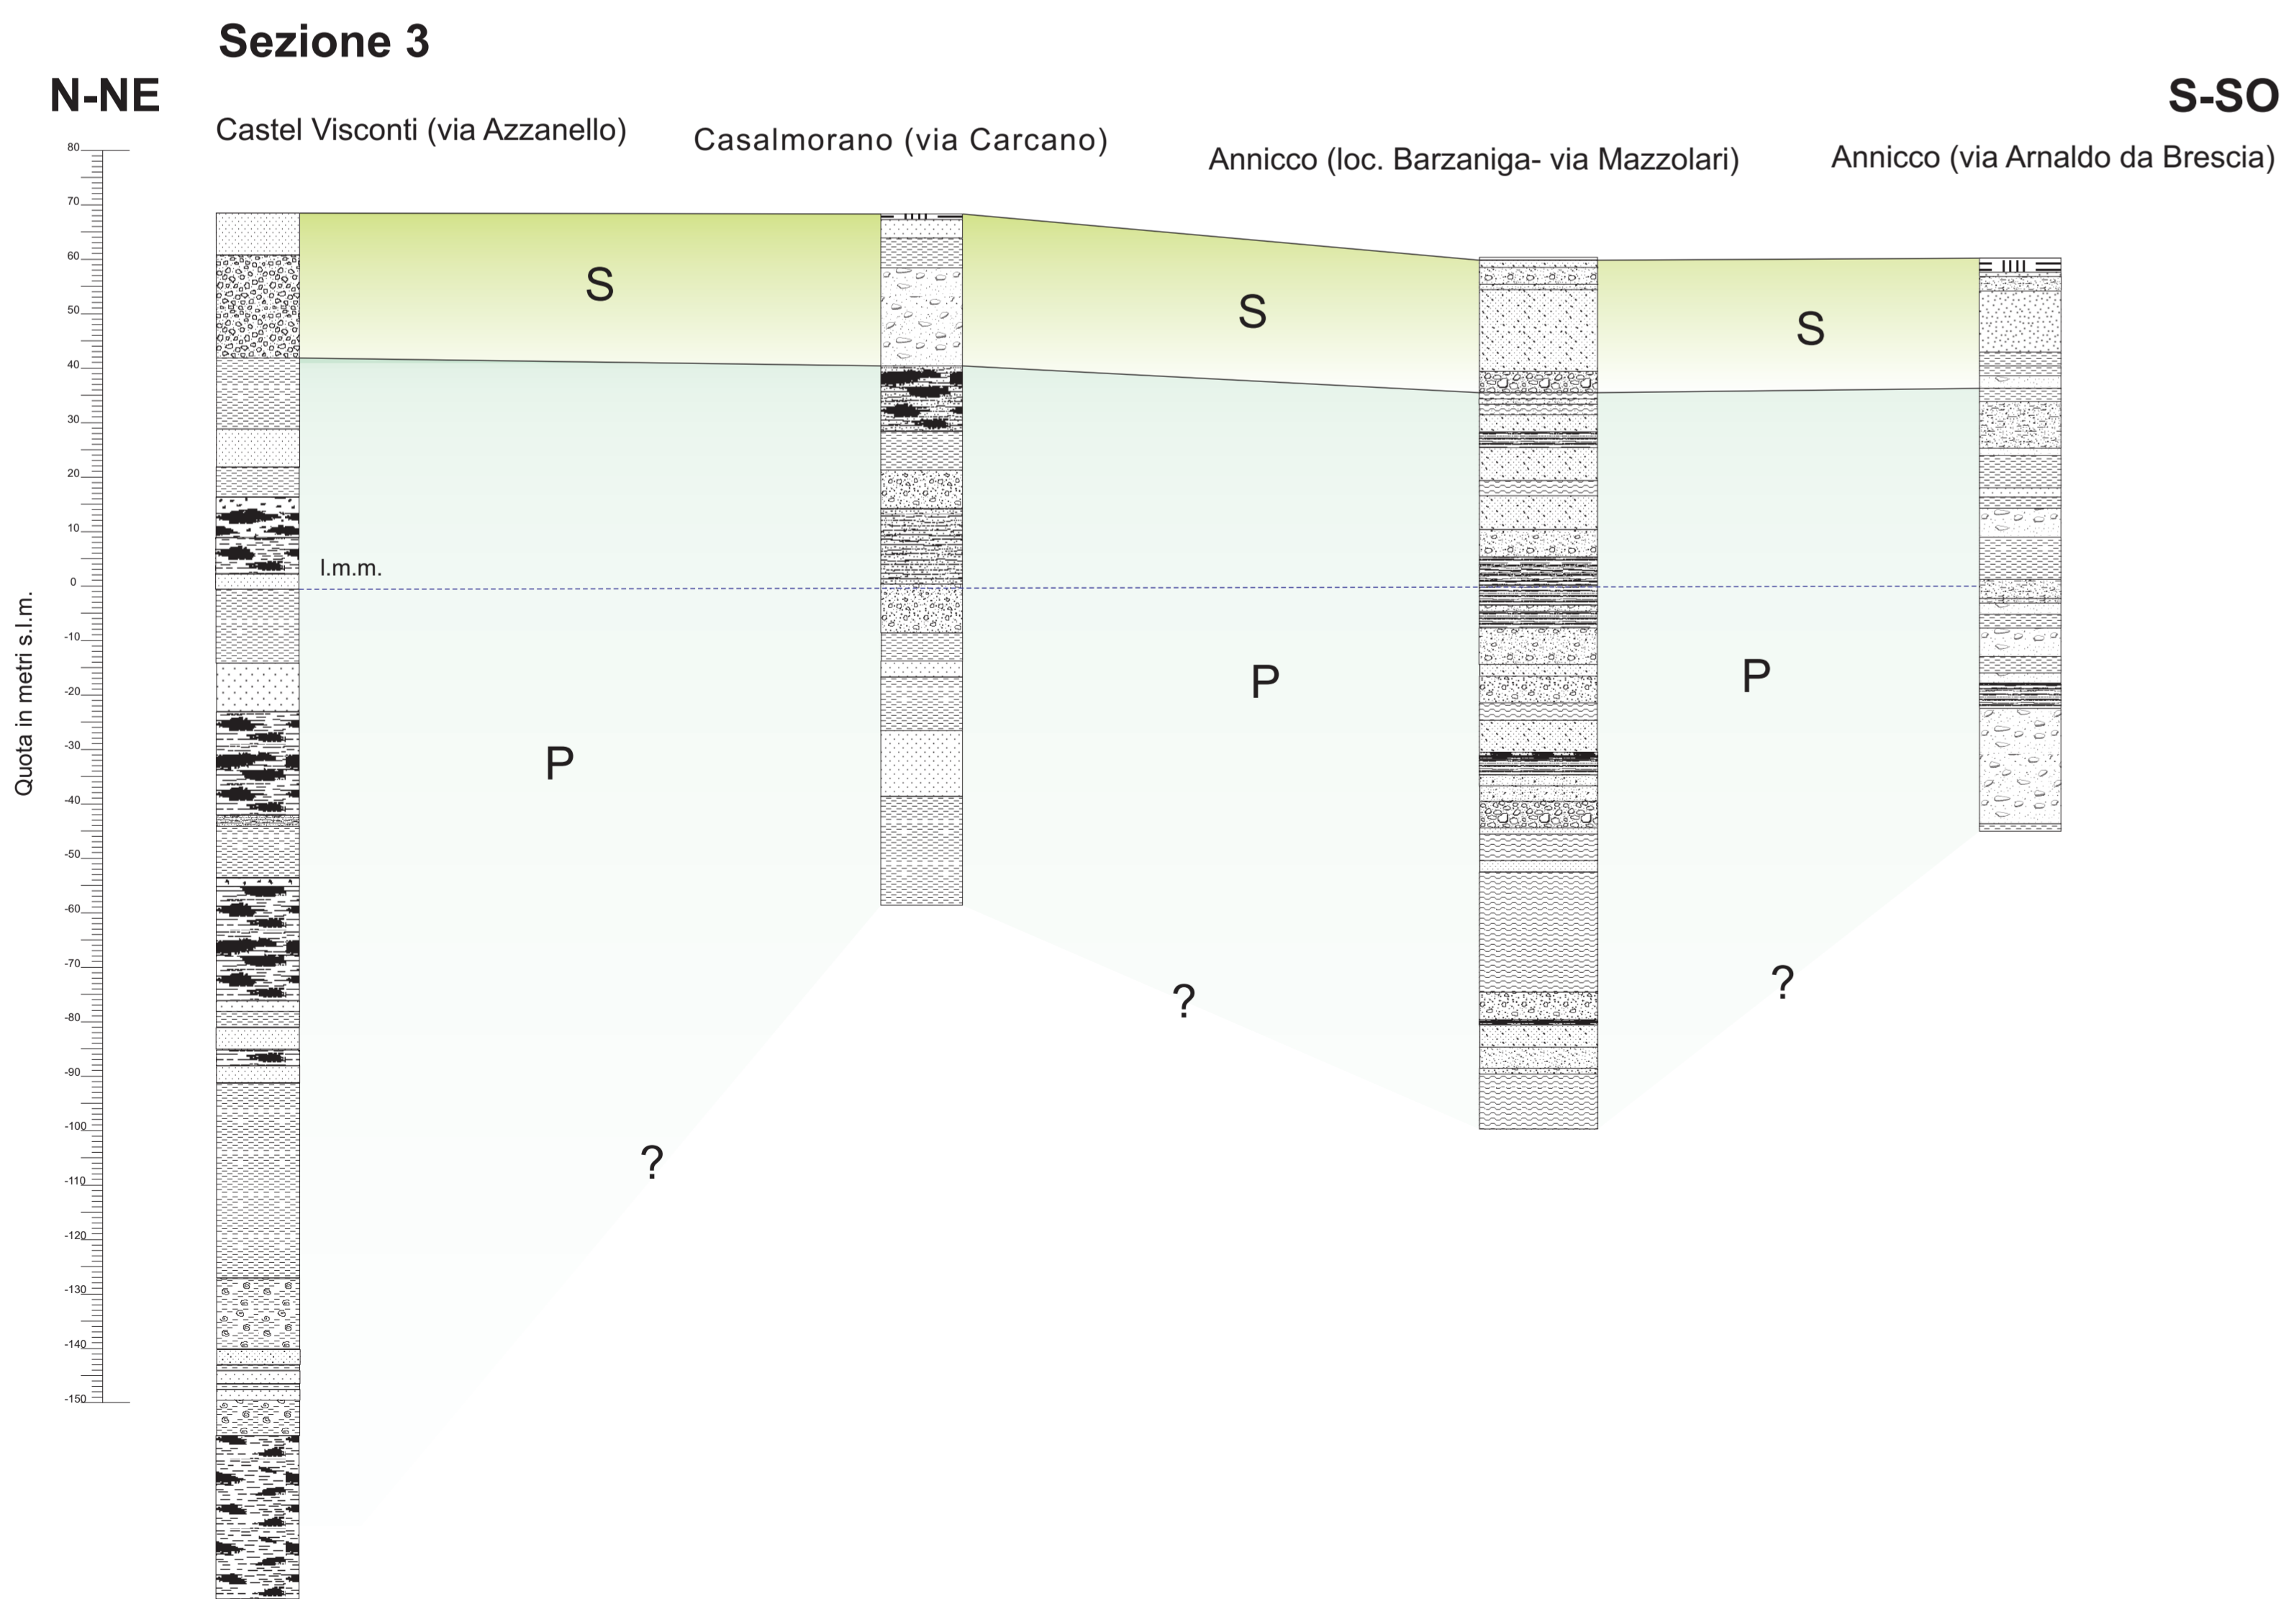 Sezione 3
N-NE
S-SO
Castel Visconti (via Azzanello)
Casalmorano (via Carcano)
Annicco (loc. Barzaniga- via Mazzolari)
Annicco (via Arnaldo da Brescia)
80
70
60
50
40
30
20
10
0
-10
-20
-30
-40
-50
-60
-70
-80
-90
-100
-110
-120
-130
-140
-150
Quota in metri s.l.m.
S
S
S
l.m.m.
P
P
P
?
?
?